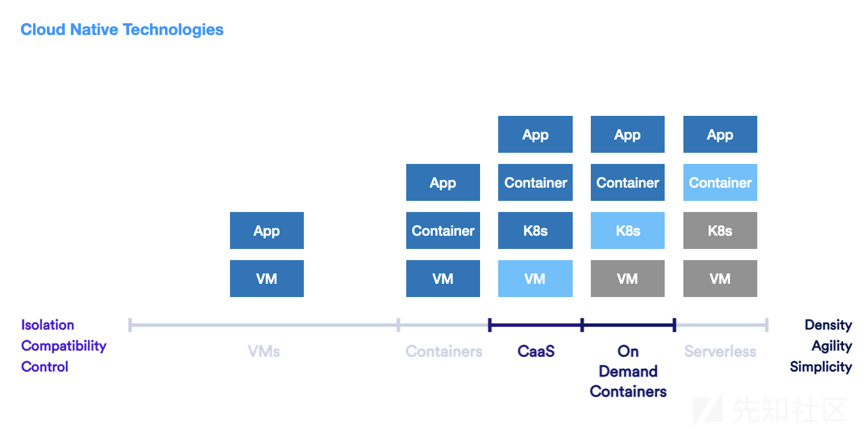 Cloud Native Technologies
App
App
App
App
Container
Container
Container
App
Container
K8s
K8s
K8s
App
VM
VM
VM
VM
VM
Isolation
Compatibility
Control
VMs
Containers
CaaS
On
Demand
Containers
Serverless
Density
Agility
Simplicity
先知社区